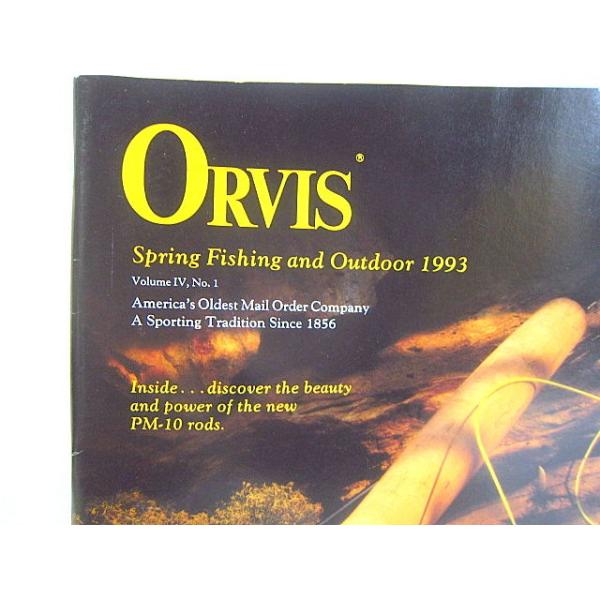 ORVIS®
Spring Fishing and Outdoor 1993
Volume IV, No. 1
America's Oldest Mail Order Company
A Sporting Tradition Since 1856
Inside . . . discover the beauty
and power of the new
PM-10 rods.